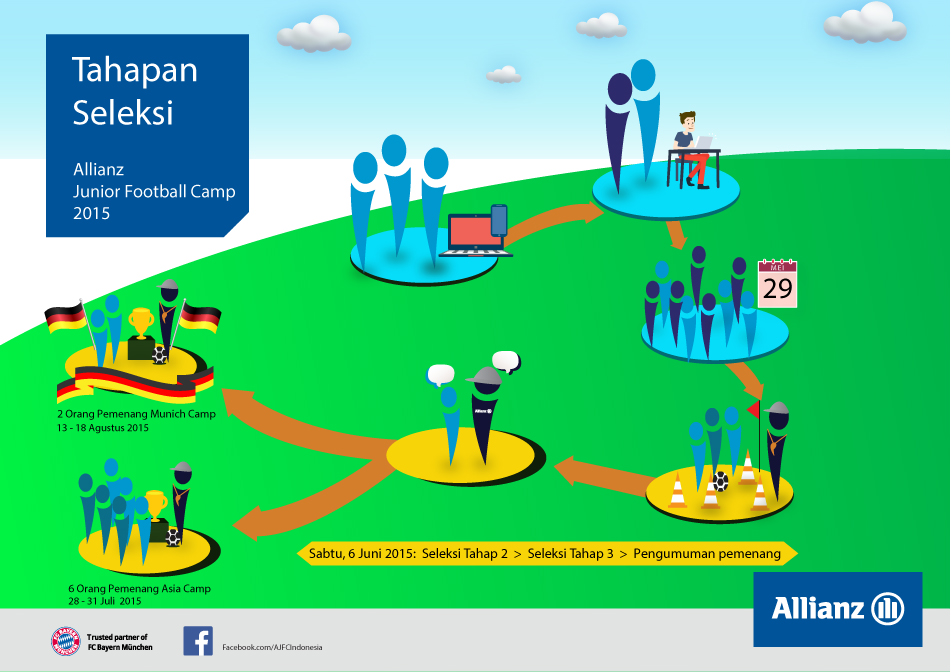 Tahapan
Seleksi
Allianz
Junior Football Camp
2015
MEI
29
Allianz
2 Orang Pemenang Munich Camp
13 - 18 Agustus 2015
6 Orang Pemenang Asia Camp
28 - 31 Juli 2015
Sabtu, 6 Juni 2015: Seleksi Tahap 2 > Seleksi Tahap 3 > Pengumuman pemenang
Allianz
Trusted partner of
FC Bayern München
Facebook.com/AJFCIndonesia